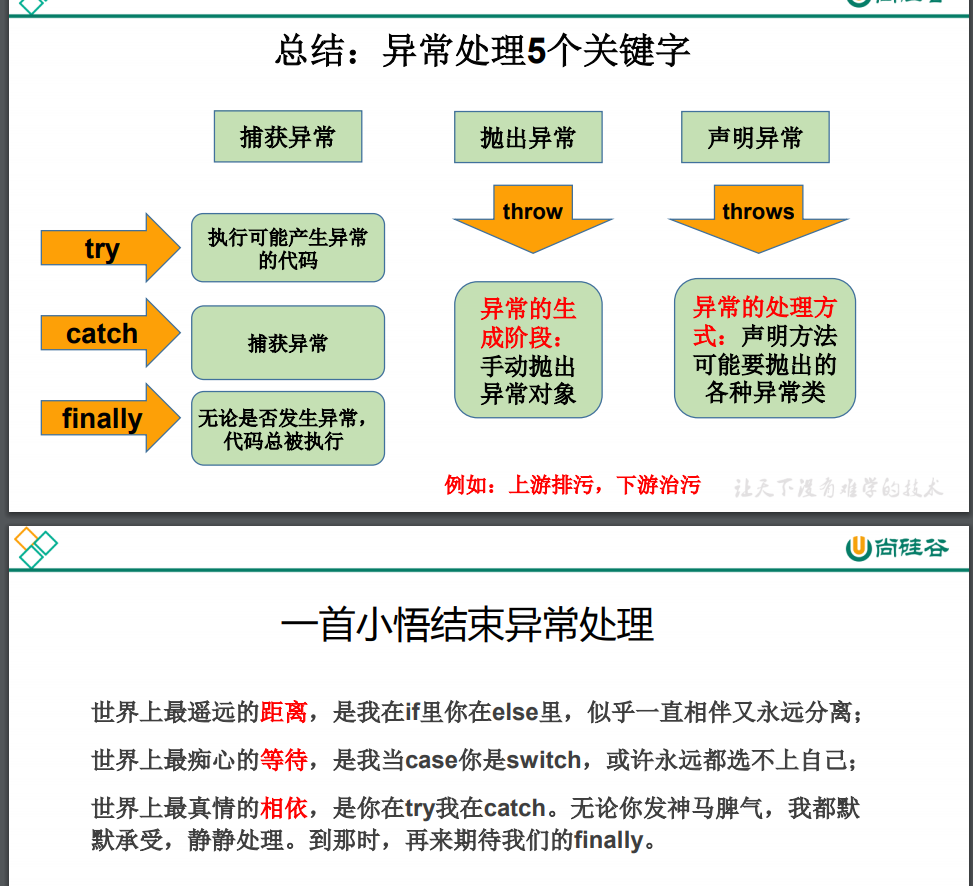 总结：异常处理5个关键字
捕获异常
抛出异常
声明异常
throw
throws
try
执行可能产生异常
的代码
catch
捕获异常
finally
无论是否发生异常，
代码总被执行
异常的生
成阶段：
手动抛出
异常对象
异常的处理方
式：声明方法
可能要抛出的
各种异常类
例如：上游排污，下游治污
让天下没有难学的技术
尚硅谷
一首小悟结束异常处理
世界上最遥远的距离，是我在if里你在else里，似乎一直相伴又永远分离；
世界上最痴心的等待，是我当case你是switch，或许永远都选不上自己；
世界上最真情的相依，是你在try我在catch。无论你发神马脾气，我都默
默承受，静静处理。到那时，再来期待我们的finally。